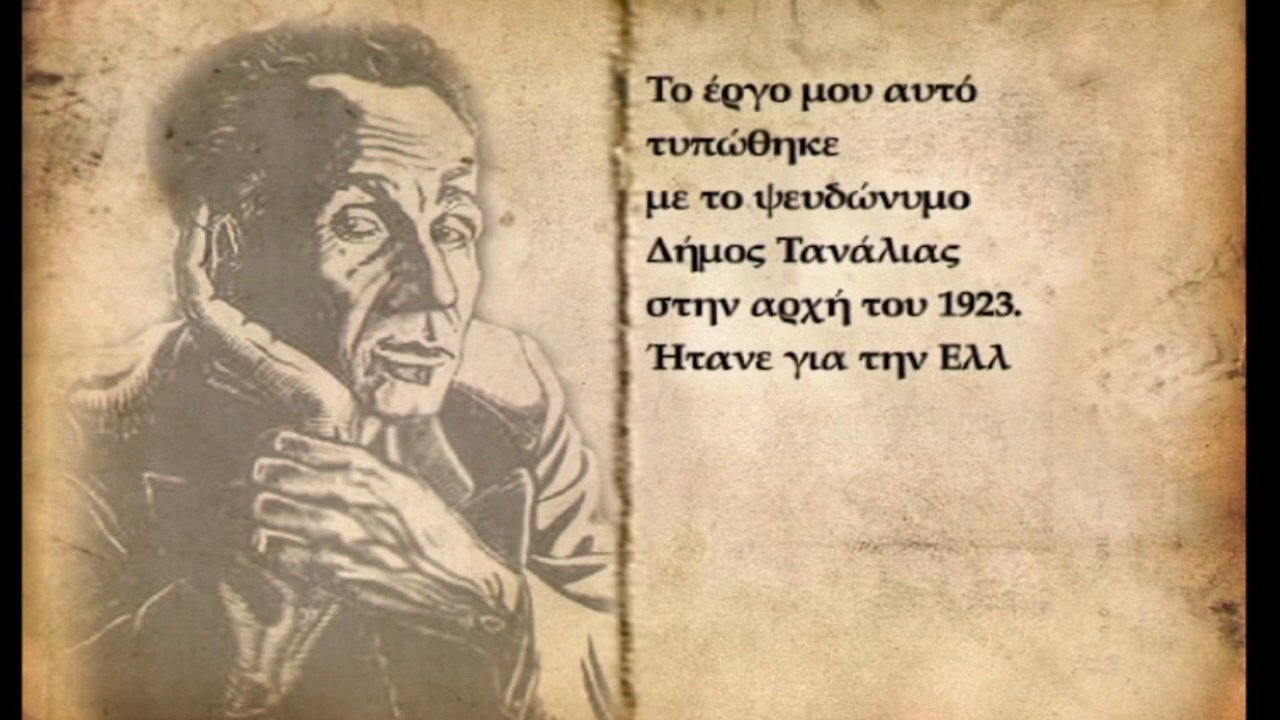 Το έργο μου αυτό
τυπώθηκε
με το ψευδώνυμο
Δήμος Τανάλιας
στην αρχή του 1923.
Ήτανε για την Ελλ